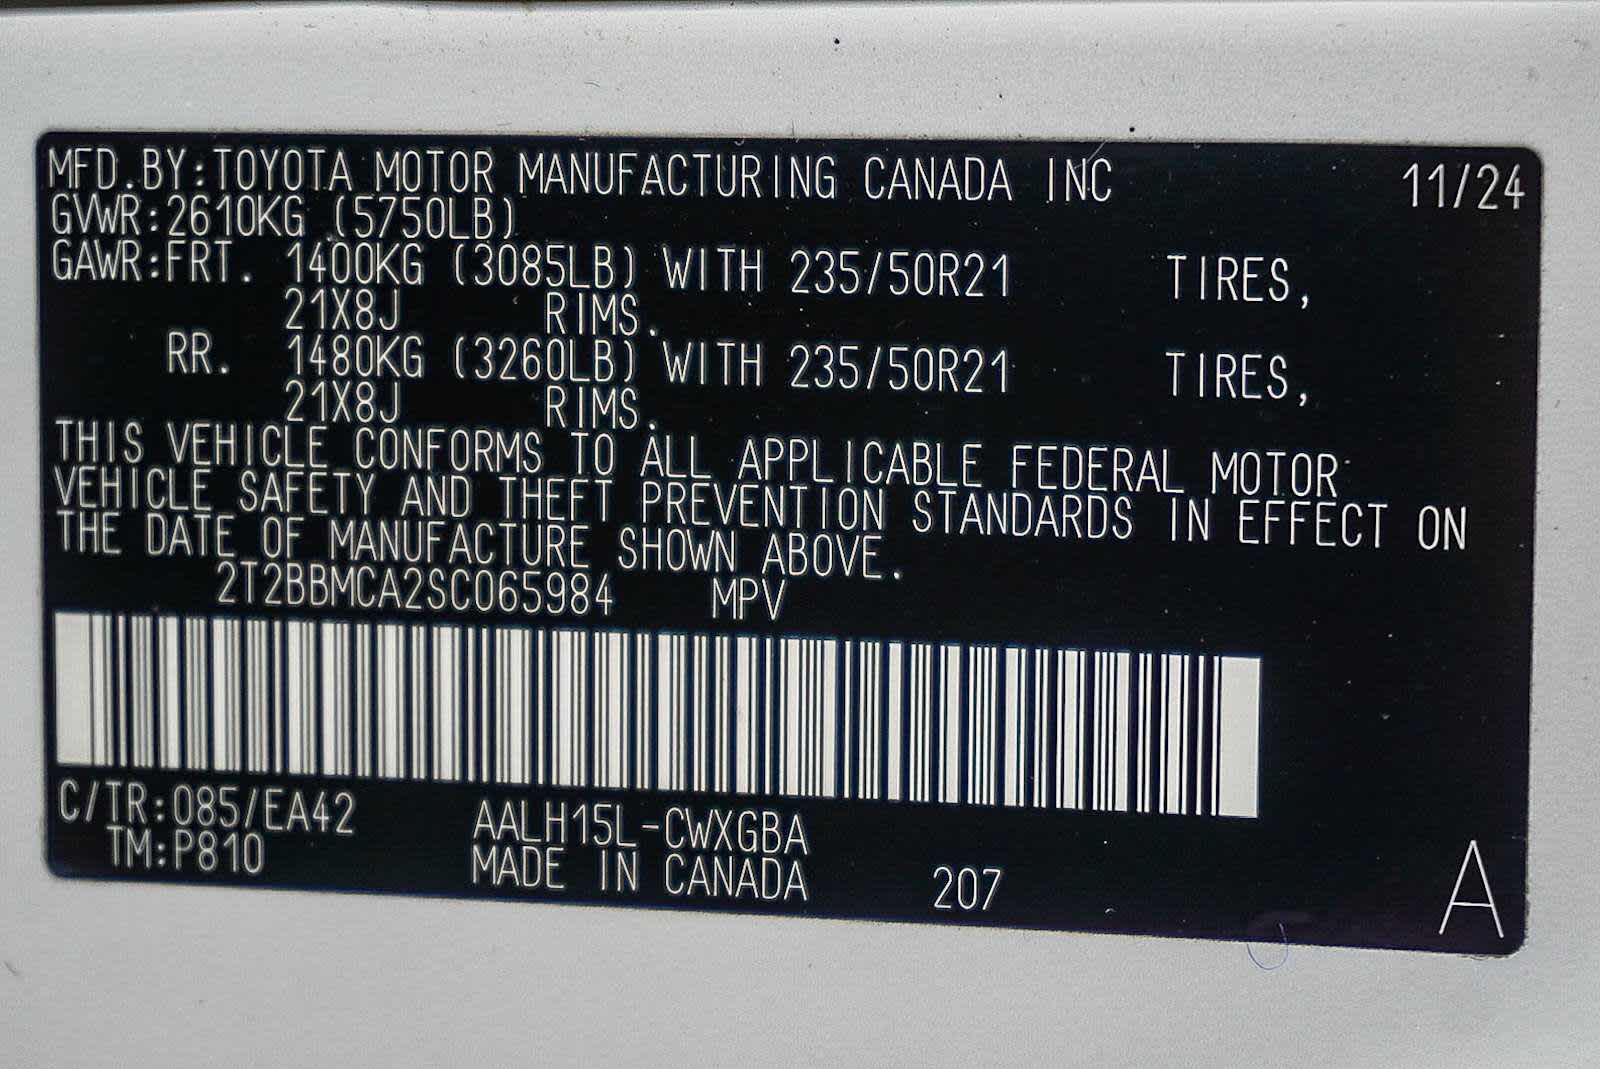 MFD.BY:TOYOTA MOTOR MANUFACTURING CANADA INC 11/24
GVWR:2610KG (5750LB)
GAWR:FRT. 1400KG (3085LB) WITH 235/50R21 TIRES,
21X8J RIMS.
RR. 1480KG (3260LB) WITH 235/50R21 TIRES,
21X8J RIMS.
THIS VEHICLE CONFORMS TO ALL APPLICABLE FEDERAL MOTOR
VEHICLE SAFETY AND THEFT PREVENTION STANDARDS IN EFFECT ON
THE DATE OF MANUFACTURE SHOWN ABOVE.
2T2BBMCA2SC065984 MPV
C/TR:085/EA42 AALH15L-CWXGBA
TM:P810 MADE IN CANADA 207 A